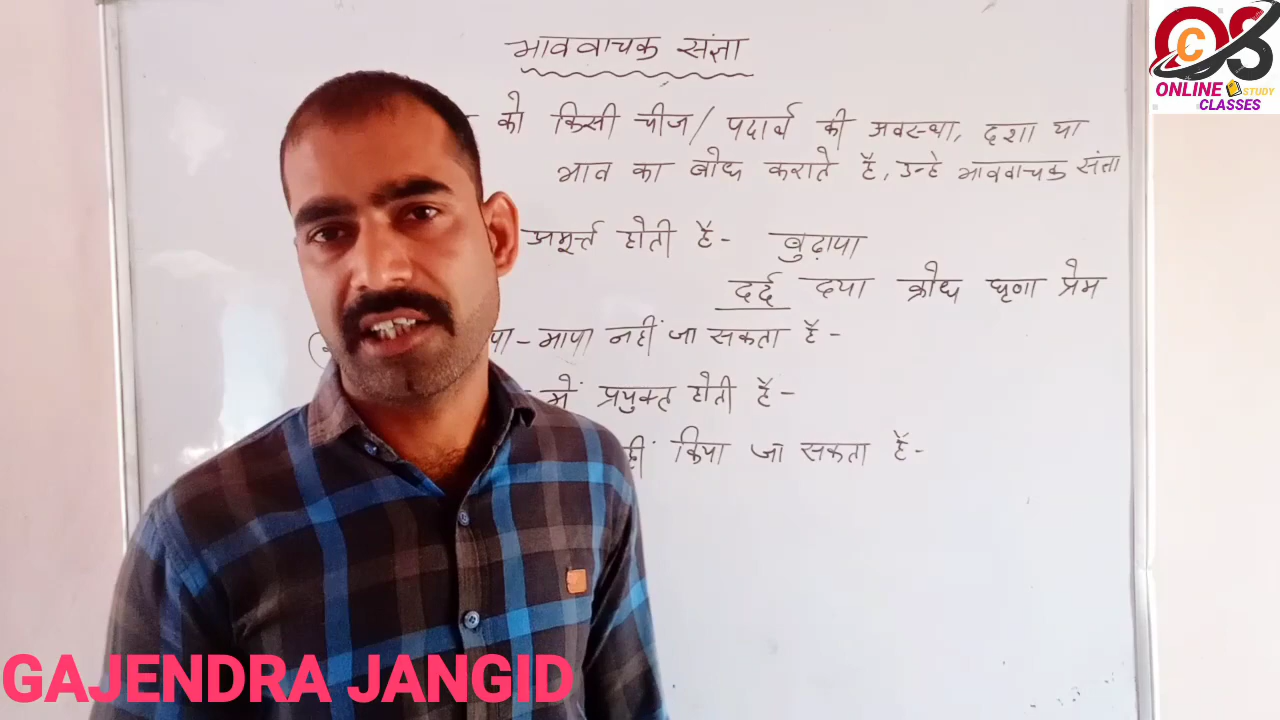 भाववाचक संज्ञा
को किसी चीज / पदार्थ की अवस्था, दशा या
भाव का बोध कराते है, उन्हे भाववाचक संज्ञा
अमूर्त्त होती है - बुढ़ापा
दर्द दया क्रोध घृणा प्रेम
मापा नहीं जा सकता है -
में प्रयुक्त होती है -
किया जा सकता है -
OCS
ONLINE STUDY
CLASSES
GAJENDRA JANGID